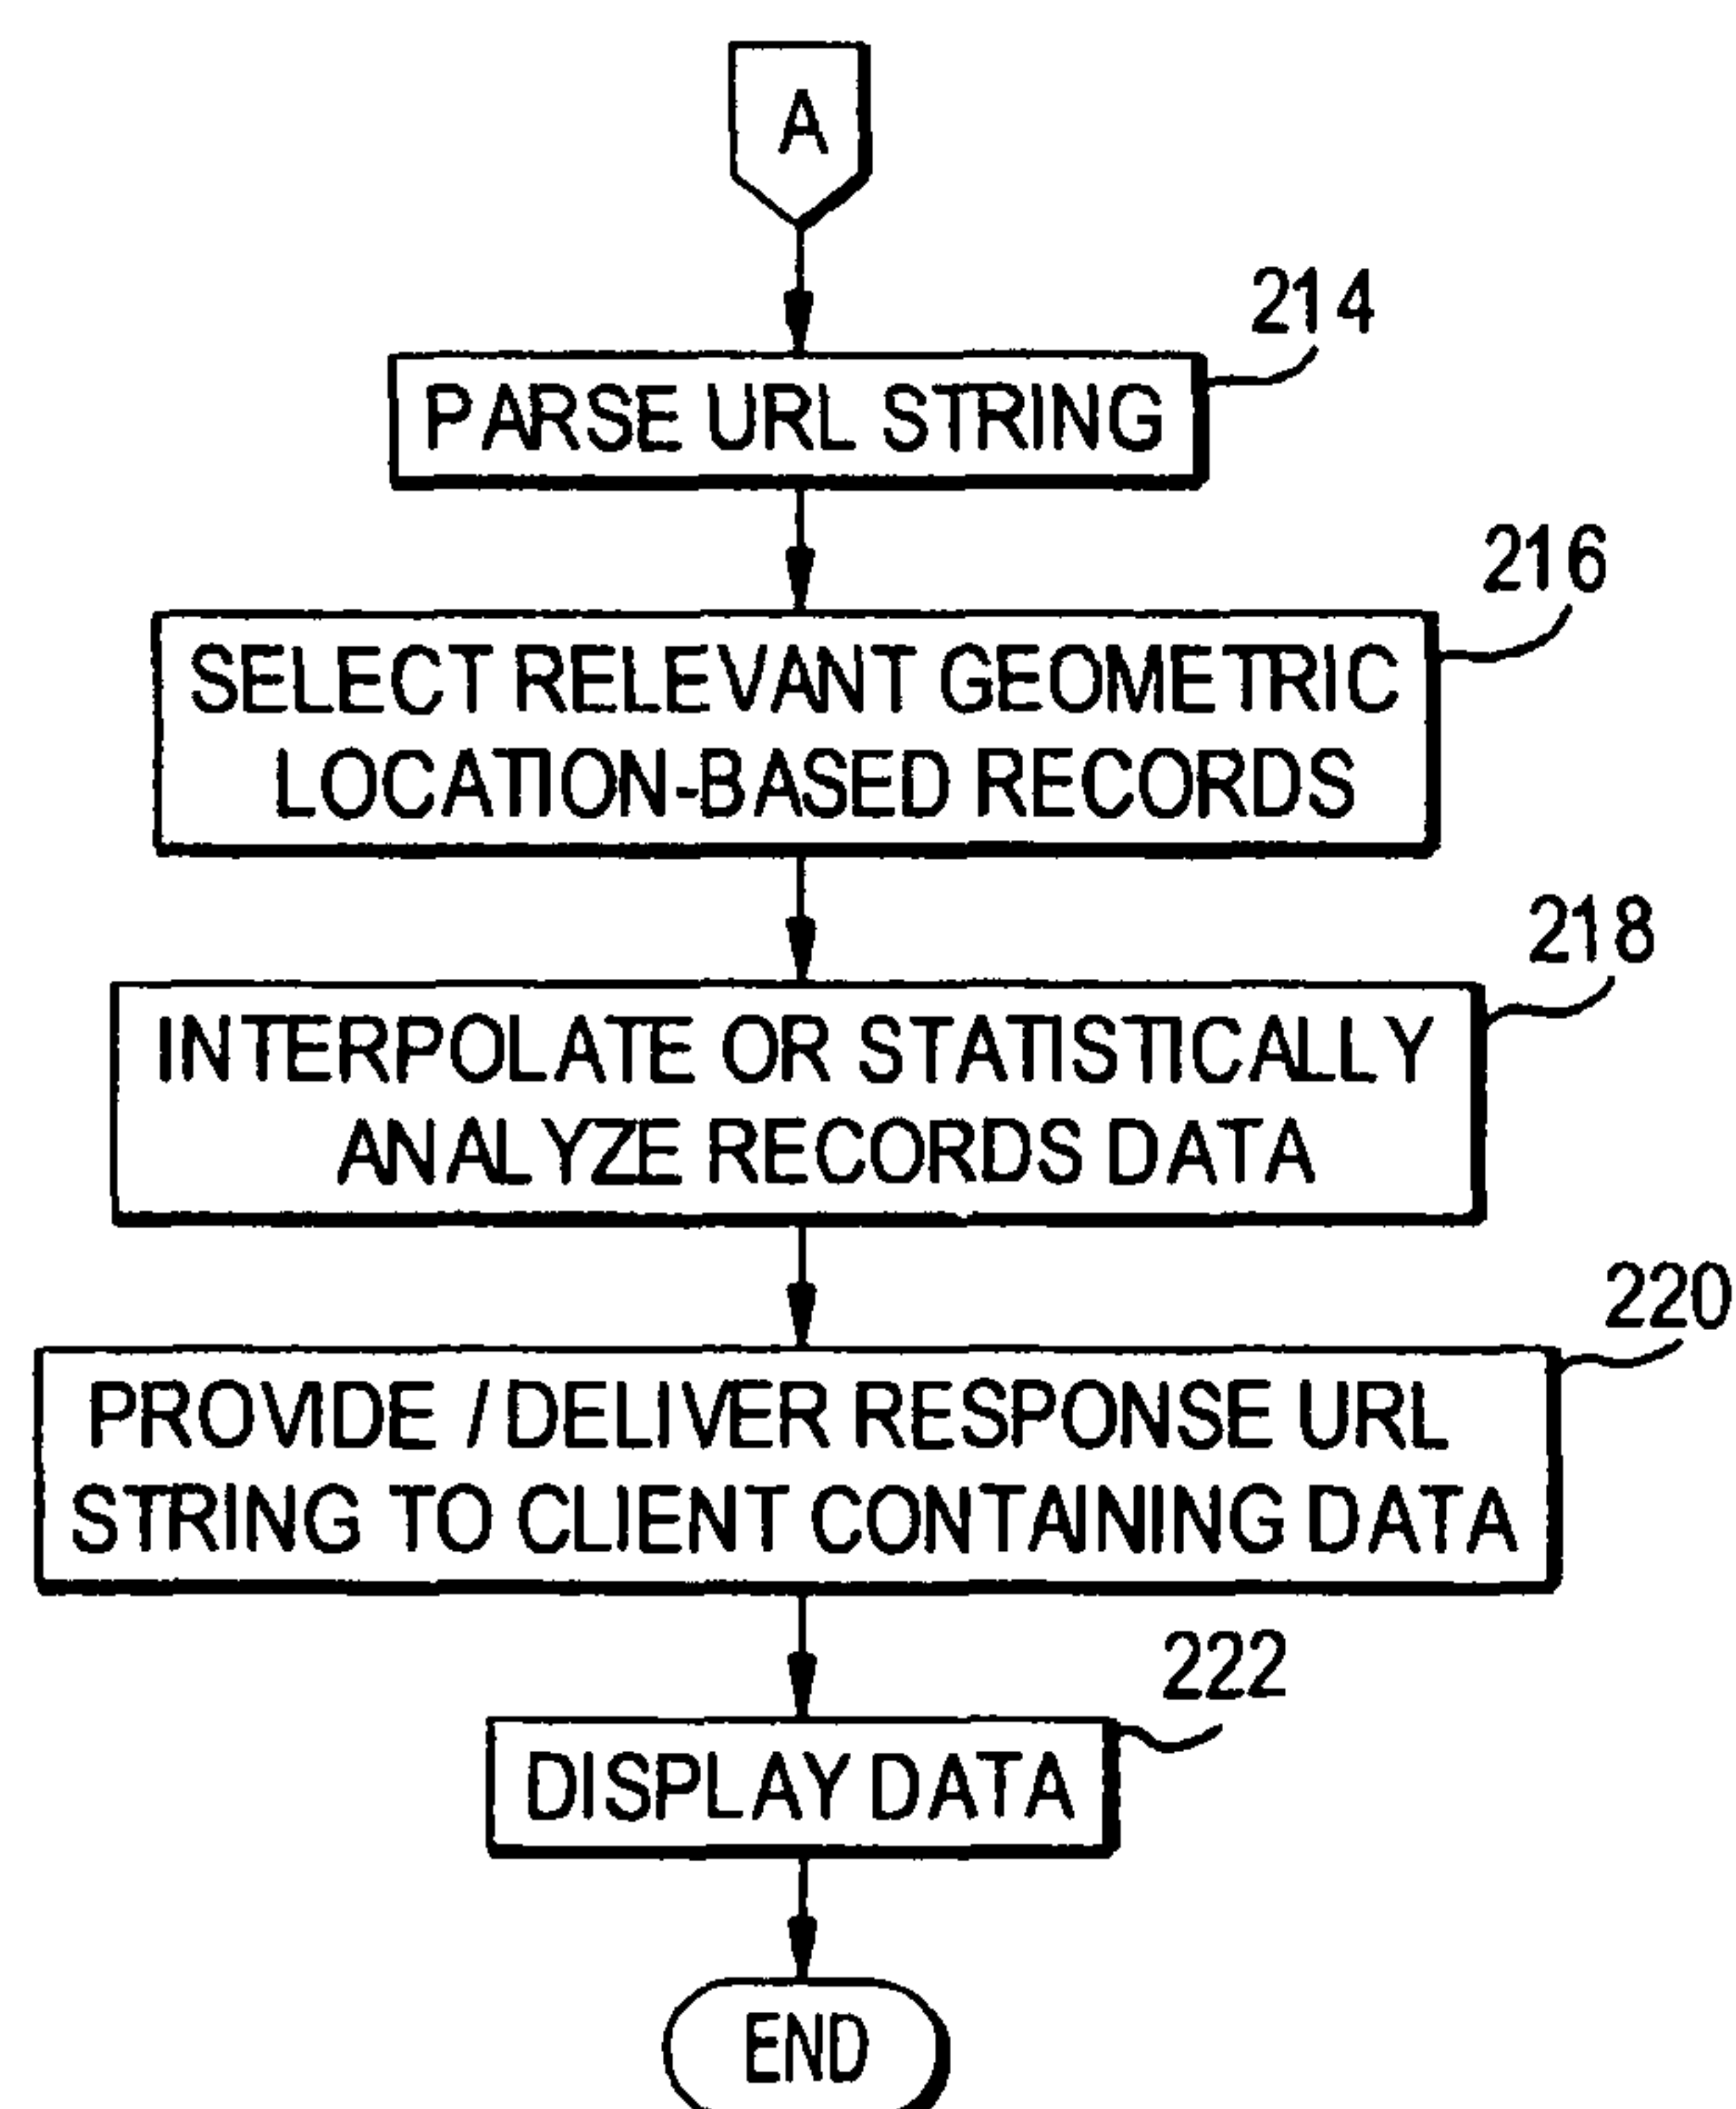 A
214
PARSE URL STRING
216
SELECT RELEVANT GEOMETRIC
LOCATION-BASED RECORDS
218
INTERPOLATE OR STATISTICALLY
ANALYZE RECORDS DATA
220
PROVIDE / DELIVER RESPONSE URL
STRING TO CLIENT CONTAINING DATA
222
DISPLAY DATA
END